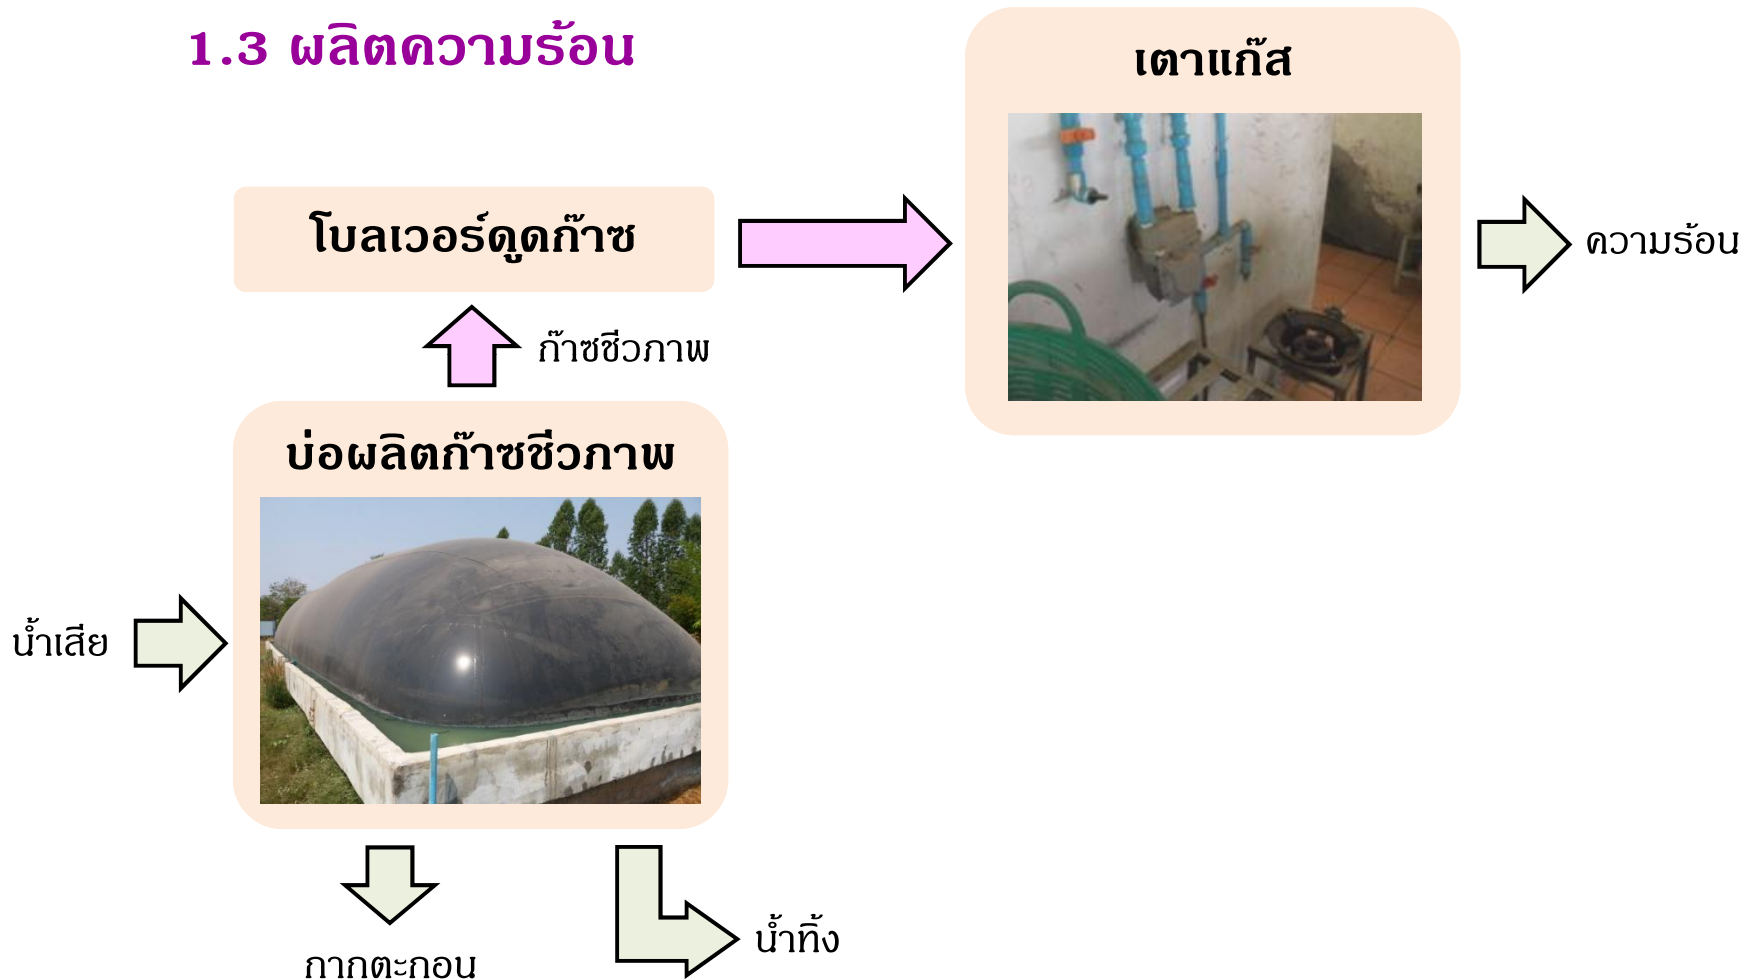 1.3 ผลิตความร้อน
เตาแก๊ส
โบลเวอร์ดูดก๊าซ
ความร้อน
ก๊าซชีวภาพ
บ่อผลิตก๊าซชีวภาพ
น้ำเสีย
น้ำทิ้ง
กากตะกอน